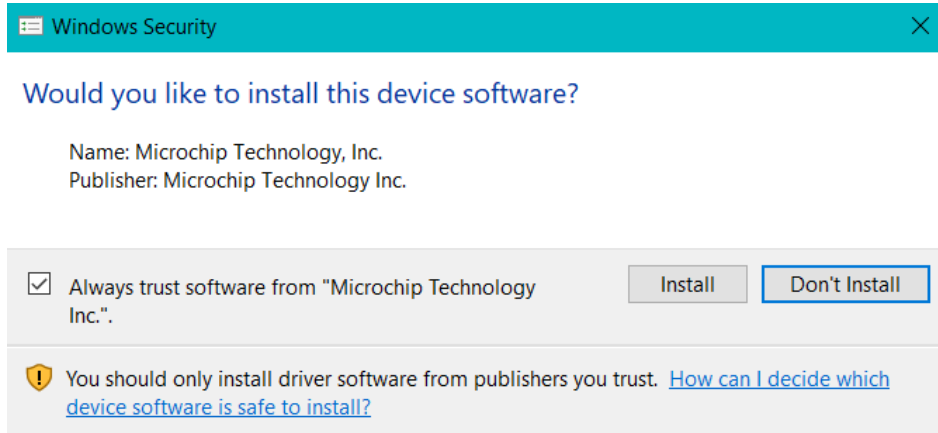 Windows Security
Would you like to install this device software?
Name: Microchip Technology, Inc.
Publisher: Microchip Technology Inc.
Always trust software from "Microchip Technology
Inc.".
Install
Don't Install
You should only install driver software from publishers you trust. How can I decide which
device software is safe to install?